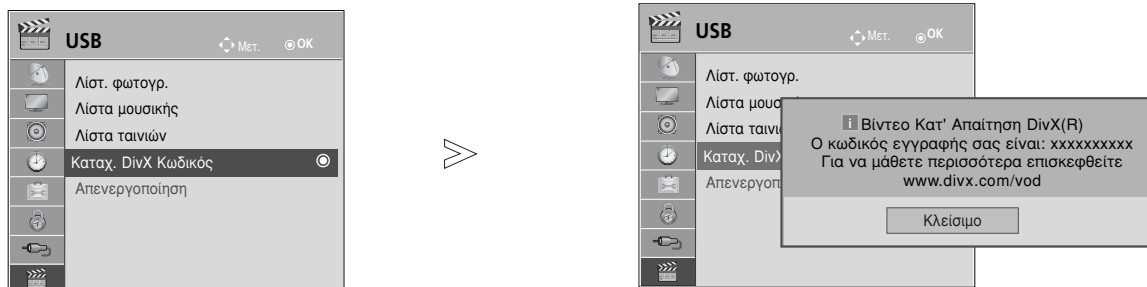 USB
Μετ.
OK
Λίστ. φωτογρ.
Λίστα μουσικής
Λίστα ταινιών
Καταχ. DivX Κωδικός
Απενεργοποίηση
USB
Μετ.
OK
Λίστ. φωτογρ.
Λίστα μουσ
Λίστα ταινι
Καταχ. DivX
Απενεργοπ
i Βίντεο Κατ' Απαίτηση DivX(R)
Ο κωδικός εγγραφής σας είναι: xxxxxxxxxx
Για να μάθετε περισσότερα επισκεφθείτε
www.divx.com/vod
Κλείσιμο